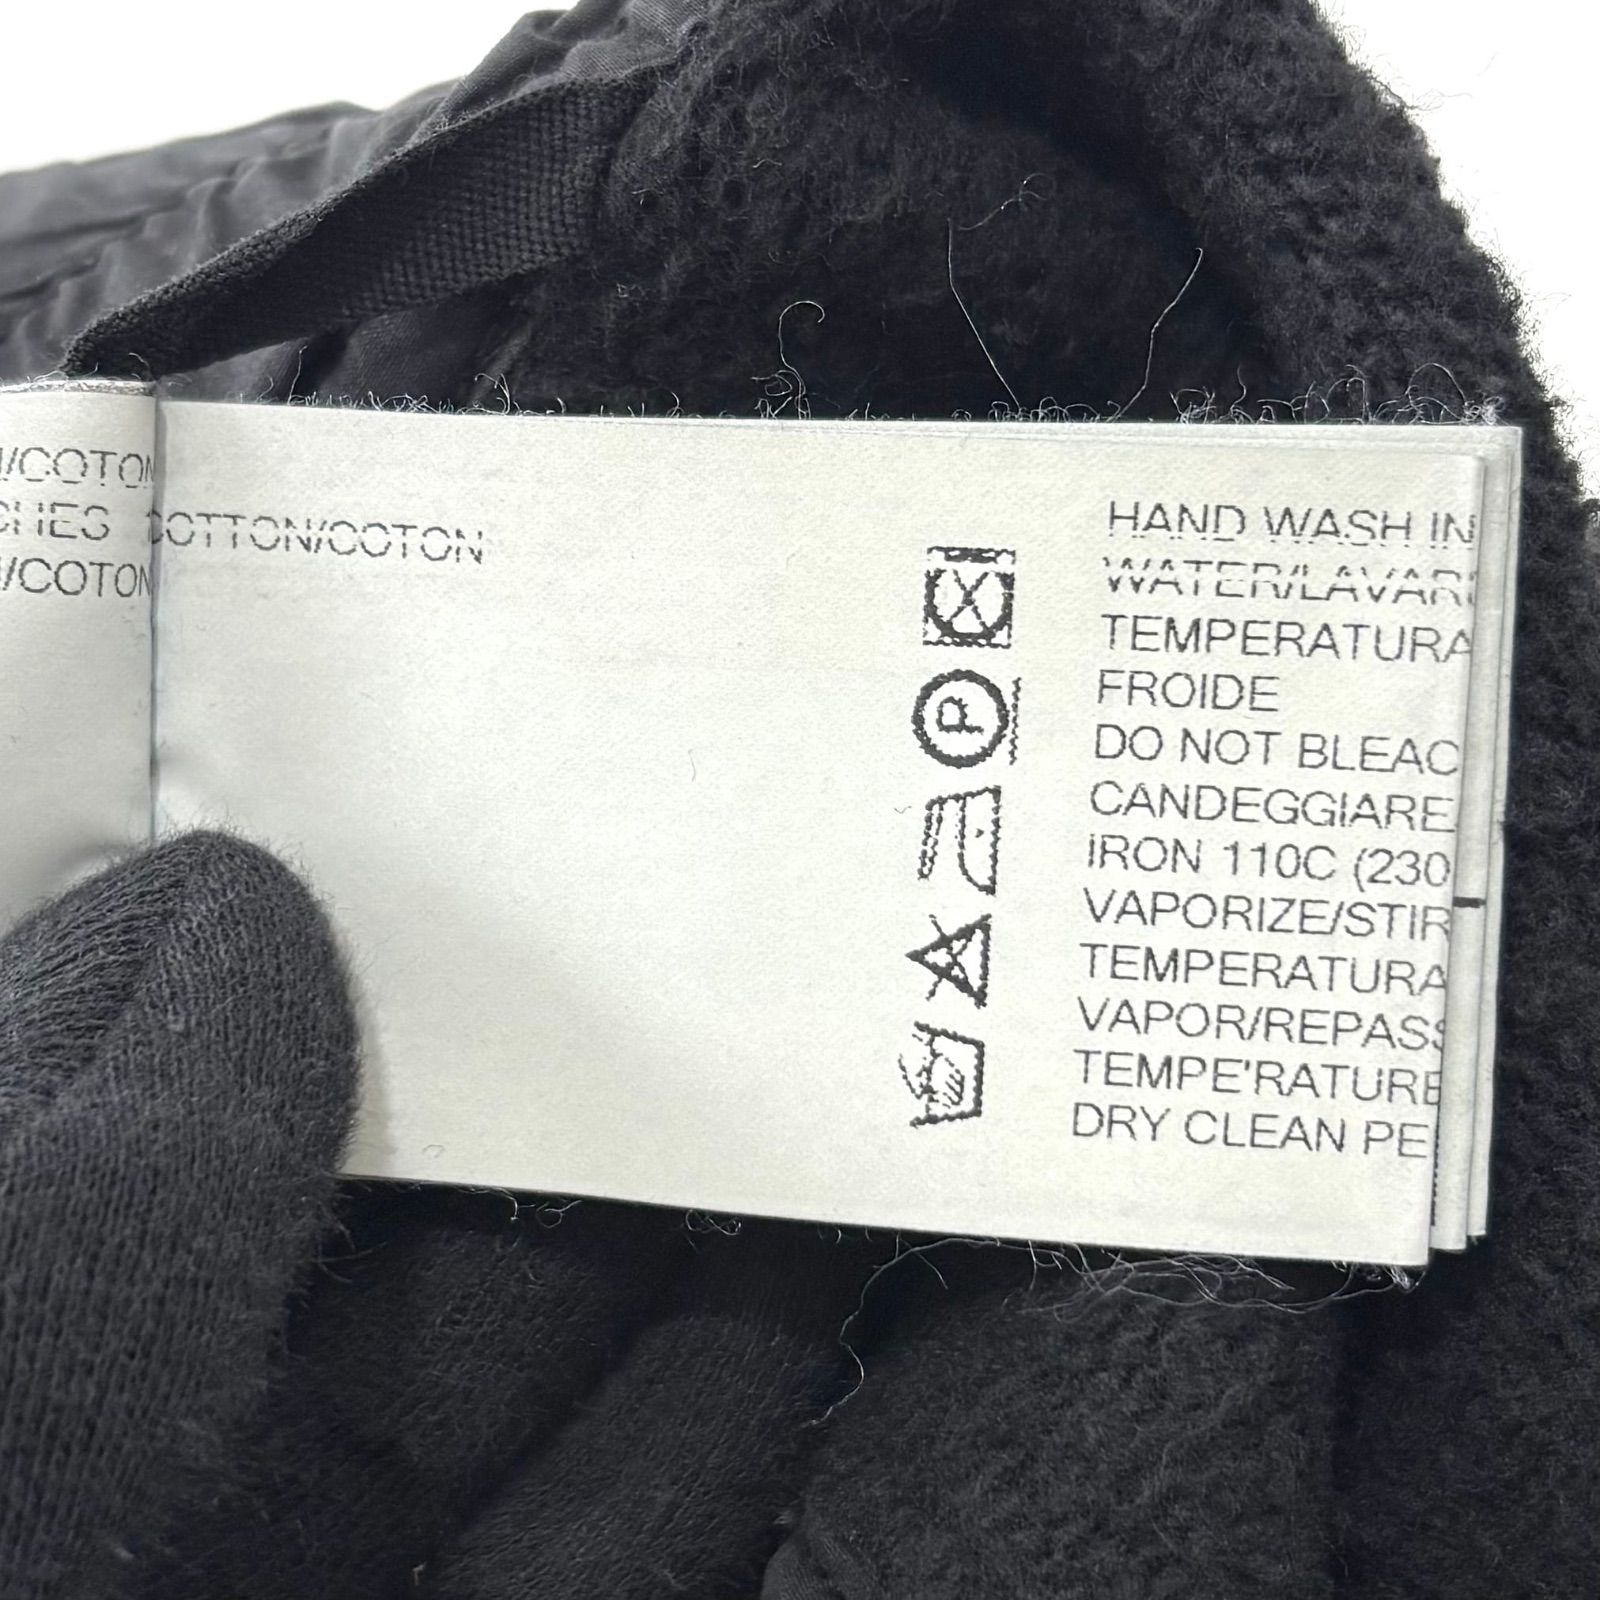 /COTON
CHES COTTON/COTON
/COTON
HAND WASH IN
WATER/LAVAR
TEMPERATURA
FROIDE
DO NOT BLEAC
CANDEGGIARE
IRON 110C (230
VAPORIZE/STIR
TEMPERATURA
VAPOR/REPASS
TEMPE'RATURE
DRY CLEAN PE
P